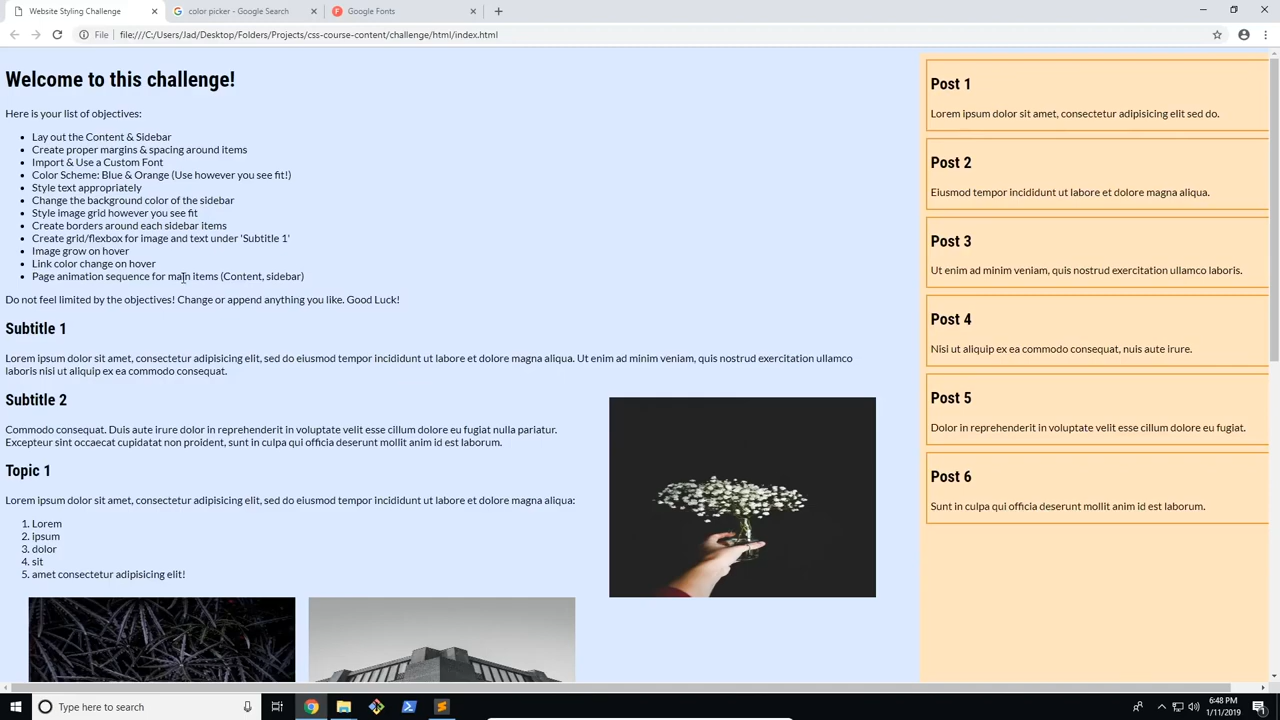 Website Styling Challenge
color picker - Google Search
Google Fonts
File
file:///C:/Users/Jad/Desktop/Folders/Projects/css-course-content/challenge/html/index.html
Welcome to this challenge!
Here is your list of objectives:
Lay out the Content & Sidebar
Create proper margins & spacing around items
Import & Use a Custom Font
Color Scheme: Blue & Orange (Use however you see fit!)
Style text appropriately
Change the background color of the sidebar
Style image grid however you see fit
Create borders around each sidebar items
Create grid/flexbox for image and text under 'Subtitle 1'
Image grow on hover
Link color change on hover
Page animation sequence for main items (Content, sidebar)
Do not feel limited by the objectives! Change or append anything you like. Good Luck!
Subtitle 1
Lorem ipsum dolor sit amet, consectetur adipisicing elit, sed do eiusmod tempor incididunt ut labore et dolore magna aliqua. Ut enim ad minim veniam, quis nostrud exercitation ullamco
laboris nisi ut aliquip ex ea commodo consequat.
Subtitle 2
Commodo consequat. Duis aute irure dolor in reprehenderit in voluptate velit esse cillum dolore eu fugiat nulla pariatur.
Excepteur sint occaecat cupidatat non proident, sunt in culpa qui officia deserunt mollit anim id est laborum.
Topic 1
Lorem ipsum dolor sit amet, consectetur adipisicing elit, sed do eiusmod tempor incididunt ut labore et dolore magna aliqua:
1. Lorem
2. ipsum
3. dolor
4. sit
5. amet consectetur adipisicing elit!
Post 1
Lorem ipsum dolor sit amet, consectetur adipisicing elit sed do.
Post 2
Eiusmod tempor incididunt ut labore et dolore magna aliqua.
Post 3
Ut enim ad minim veniam, quis nostrud exercitation ullamco laboris.
Post 4
Nisi ut aliquip ex ea commodo consequat, nuis aute irure.
Post 5
Dolor in reprehenderit in voluptate velit esse cillum dolore eu fugiat.
Post 6
Sunt in culpa qui officia deserunt mollit anim id est laborum.
Type here to search
6:48 PM
1/11/2019